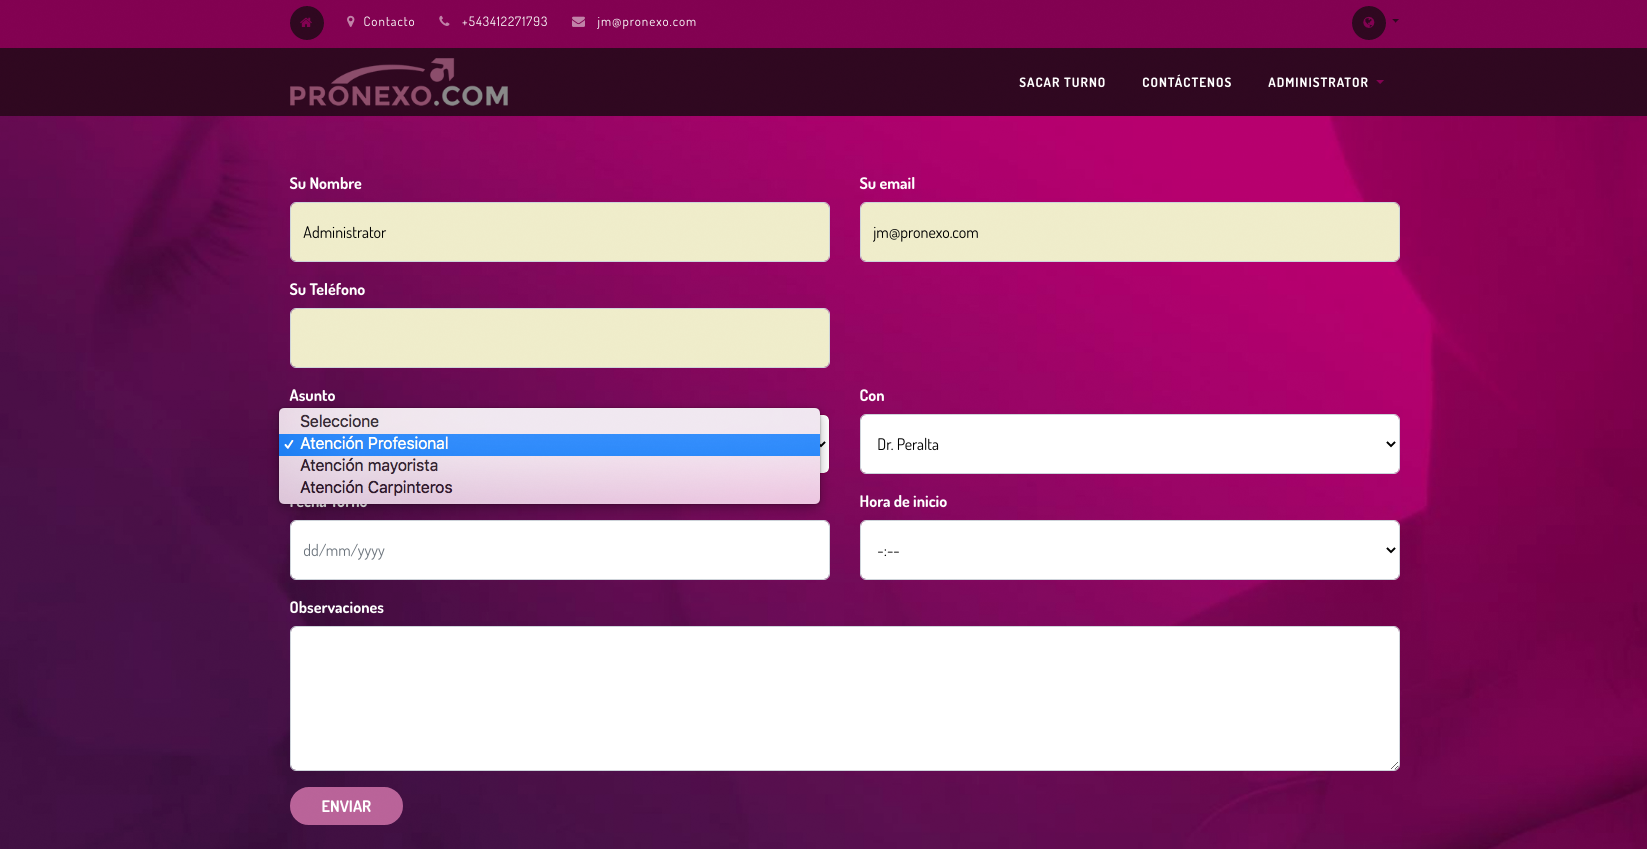 Contacto +543412271793 jm@pronexo.com
PRONEXO.COM
SACAR TURNO CONTÁCTENOS ADMINISTRATOR
Su Nombre Su email
Administrator jm@pronexo.com
Su Teléfono
Asunto Con
Seleccione
✓ Atención Profesional Dr. Peralta
Atención mayorista
Atención Carpinteros
Hora de inicio
dd/mm/yyyy -:--
Observaciones
ENVIAR